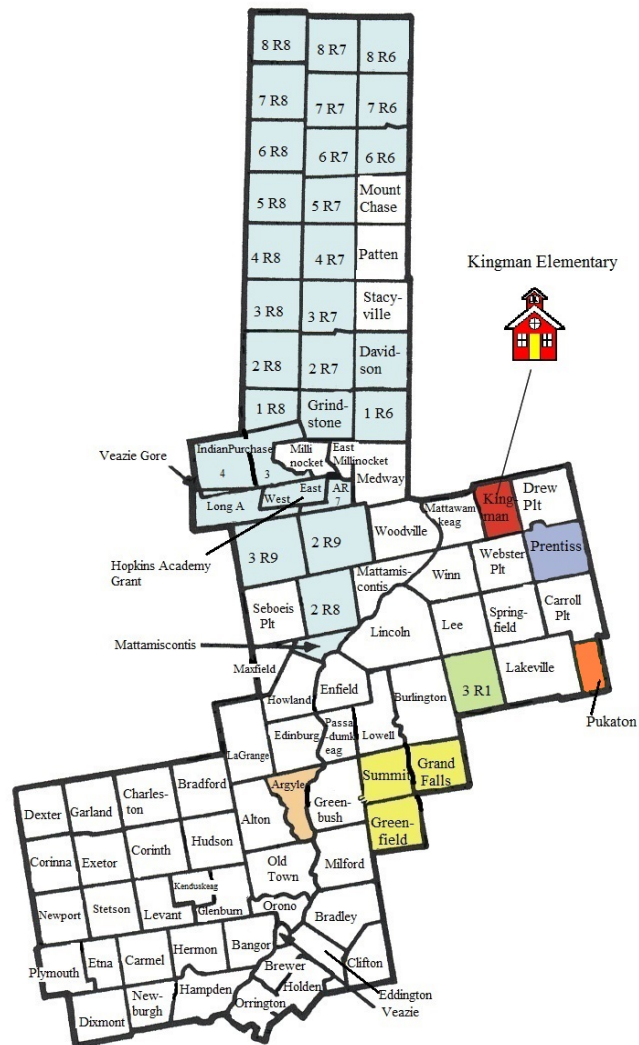 8 R8
8 R7
8 R6
7 R8
7 R7
7 R6
6 R8
6 R7
6 R6
5 R8
5 R7
Mount
Chase
4 R8
4 R7
Patten
Kingman Elementary
3 R8
3 R7
Stacy-
ville
2 R8
2 R7
David-
son
1 R8
Grind-
stone
1 R6
Veazie Gore
IndianPurchase
4
3
Milli
nocket
East
Millinocket
Medway
Long A
West
East
AR
7
Hopkins Academy
Grant
Mattawam
keag
King-
man
Drew
Plt
Woodville
3 R9
2 R9
Winn
Webster
Plt
Prentiss
Mattamis-
contis
Seboeis
Plt
2 R8
Lincoln
Lee
Spring-
field
Carroll
Plt
Mattamiscontis
Maxfield
Howland
Enfield
Burlington
3 R1
Lakeville
Pukaton
LaGrange
Edinburg
Passa
-dumk
eag
Lowell
Summit
Grand
Falls
Argyle
Green-
bush
Green-
field
Dexter
Garland
Charles-
ton
Bradford
Alton
Corinna
Exetor
Corinth
Hudson
Old
Town
Milford
Kenduskeag
Newport
Stetson
Levant
Glenburn
Orono
Bradley
Plymouth
Etna
Carmel
Hermon
Bangor
Brewer
Clifton
Dixmont
New-
burgh
Hampden
Orrington
Holden
Eddington
Veazie